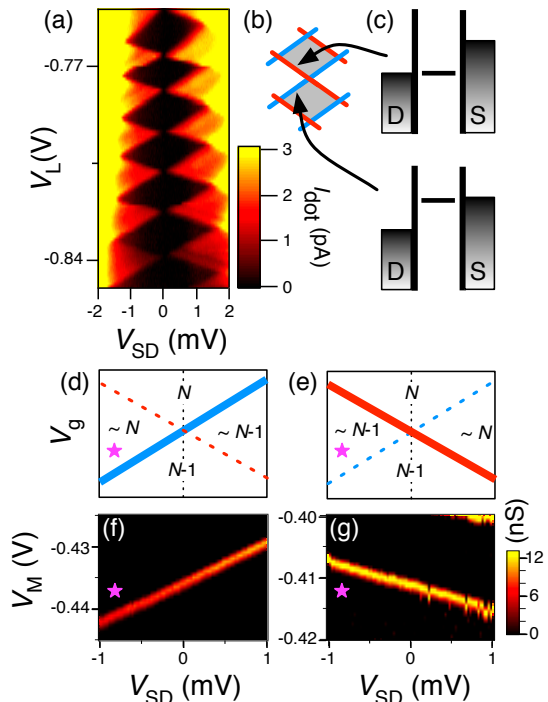 (a)
(b)
(c)
-0.77
-0.84
V_L(V)
3
2
1
0
I_dot (pA)
-2 -1 0 1 2
V_SD (mV)
D S
D S
(d)
(e)
V_g
N
~ N
~ N-1
N-1
N
~ N-1
~ N
N-1
(f)
(g)
V_M (V)
-0.43
-0.44
-0.40
-0.41
-0.42
(nS)
12
8
4
0
-1 0 1
V_SD (mV)
-1 0 1
V_SD (mV)